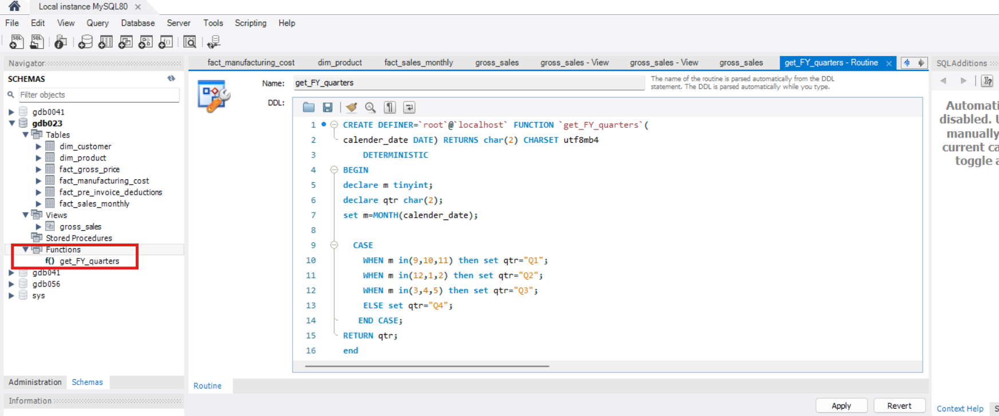 Local instance MySQL80
File Edit View Query Database Server Tools Scripting Help
Navigator
SCHEMAS
Filter objects
gdb0041
gdb023
Tables
dim_customer
dim_product
fact_gross_price
fact_manufacturing_cost
fact_pre_invoice_deductions
fact_sales_monthly
Views
gross_sales
Stored Procedures
Functions
f() get_FY_quarters
gdb041
gdb056
sys
Administration Schemas
Information
fact_manufacturing_cost dim_product fact_sales_monthly gross_sales gross_sales - View gross_sales - View gross_sales get_FY_quarters - Routine
Name: get_FY_quarters
The name of the routine is parsed automatically from the DDL
statement. The DDL is parsed automatically while you type.
DDL:
1 CREATE DEFINER=`root`@`localhost` FUNCTION `get_FY_quarters`(
2 calender_date DATE) RETURNS char(2) CHARSET utf8mb4
3 DETERMINISTIC
4 BEGIN
5 declare m tinyint;
6 declare qtr char(2);
7 set m=MONTH(calender_date);
8
9 CASE
10 WHEN m in(9,10,11) then set qtr="Q1";
11 WHEN m in(12,1,2) then set qtr="Q2";
12 WHEN m in(3,4,5) then set qtr="Q3";
13 ELSE set qtr="Q4";
14 END CASE;
15 RETURN qtr;
16 end
Routine
Apply Revert
SQLAdditions
Automati
disabled. U
manually
current ca
toggle a
Context Help S